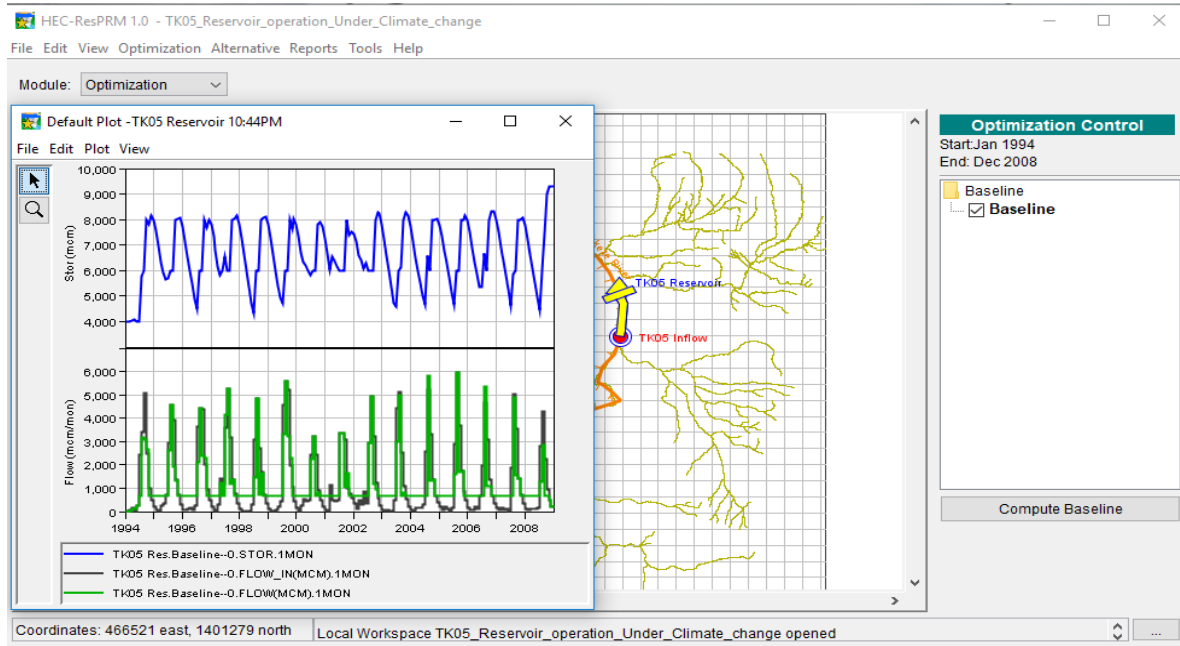 HEC-ResPRM 1.0 - TK05_Reservoir_operation_Under_Climate_change
File Edit View Optimization Alternative Reports Tools Help
Module: Optimization
Default Plot -TK05 Reservoir 10:44PM
File Edit Plot View
10,000
9,000
8,000
7,000
6,000
5,000
4,000
Stor (mcm)
6,000
5,000
4,000
3,000
2,000
1,000
0
Flow (mcm/mon)
1994 1996 1998 2000 2002 2004 2006 2008
TK05 Res.Baseline--0.STOR.1MON
TK05 Res.Baseline--0.FLOW_IN(MCM).1MON
TK05 Res.Baseline--0.FLOW(MCM).1MON
TK05 Reservoir
TK05 Inflow
Optimization Control
Start:Jan 1994
End: Dec 2008
Baseline
Baseline
Compute Baseline
Coordinates: 466521 east, 1401279 north
Local Workspace TK05_Reservoir_operation_Under_Climate_change opened
...